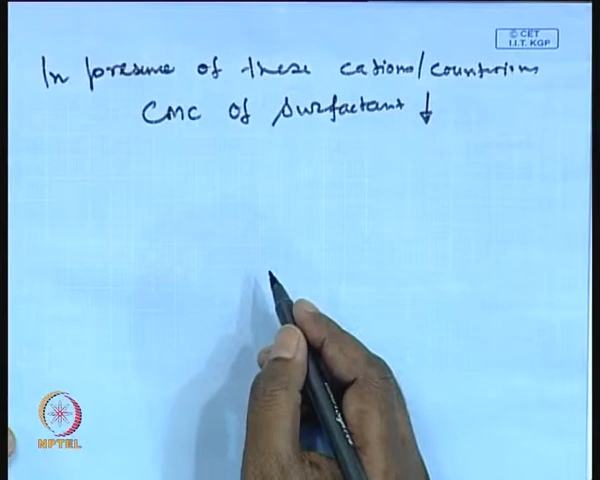 © CET
I.I.T. KGP
In presence of these cations/counterions
CMC of surfactant ↓
NPTEL